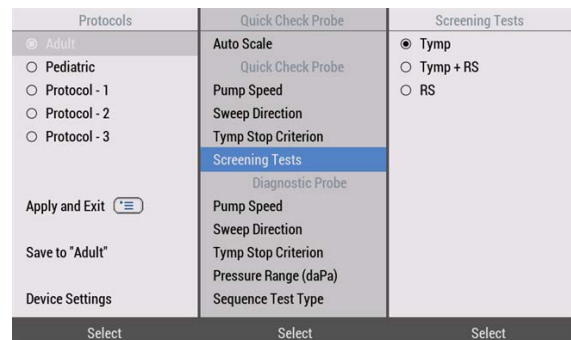 Protocols
Adult
Pediatric
Protocol - 1
Protocol - 2
Protocol - 3
Apply and Exit
Save to "Adult"
Device Settings
Select
Quick Check Probe
Auto Scale
Quick Check Probe
Pump Speed
Sweep Direction
Tymp Stop Criterion
Screening Tests
Diagnostic Probe
Pump Speed
Sweep Direction
Tymp Stop Criterion
Pressure Range (daPa)
Sequence Test Type
Select
Screening Tests
Tymp
Tymp + RS
RS
Select